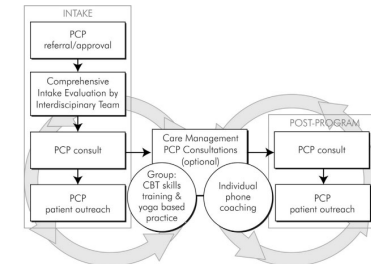 INTAKE
PCP
referral/approval
Comprehensive
Intake Evaluation by
Interdiscipinary Team
PCP consult
PCP
patient outreach
Care Management
PCP Consultations
(optional)
Group:
CBT skills
training &
yoga based
practice
Individual
phone
coaching
POST-PROGRAM
PCP consult
PCP
patient outreach